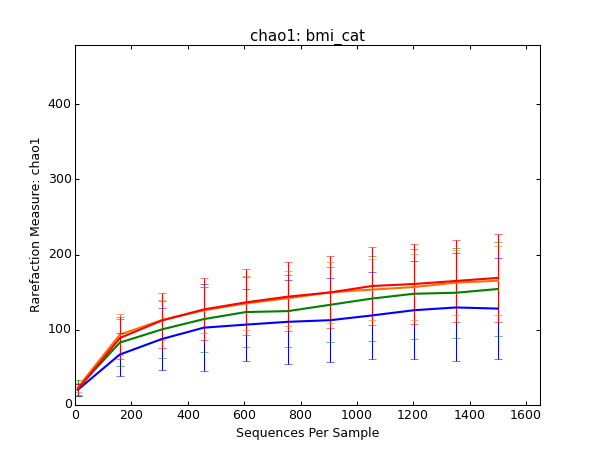 chao1: bmi_cat
Rarefaction Measure: chao1
400
300
200
100
0
0 200 400 600 800 1000 1200 1400 1600
Sequences Per Sample